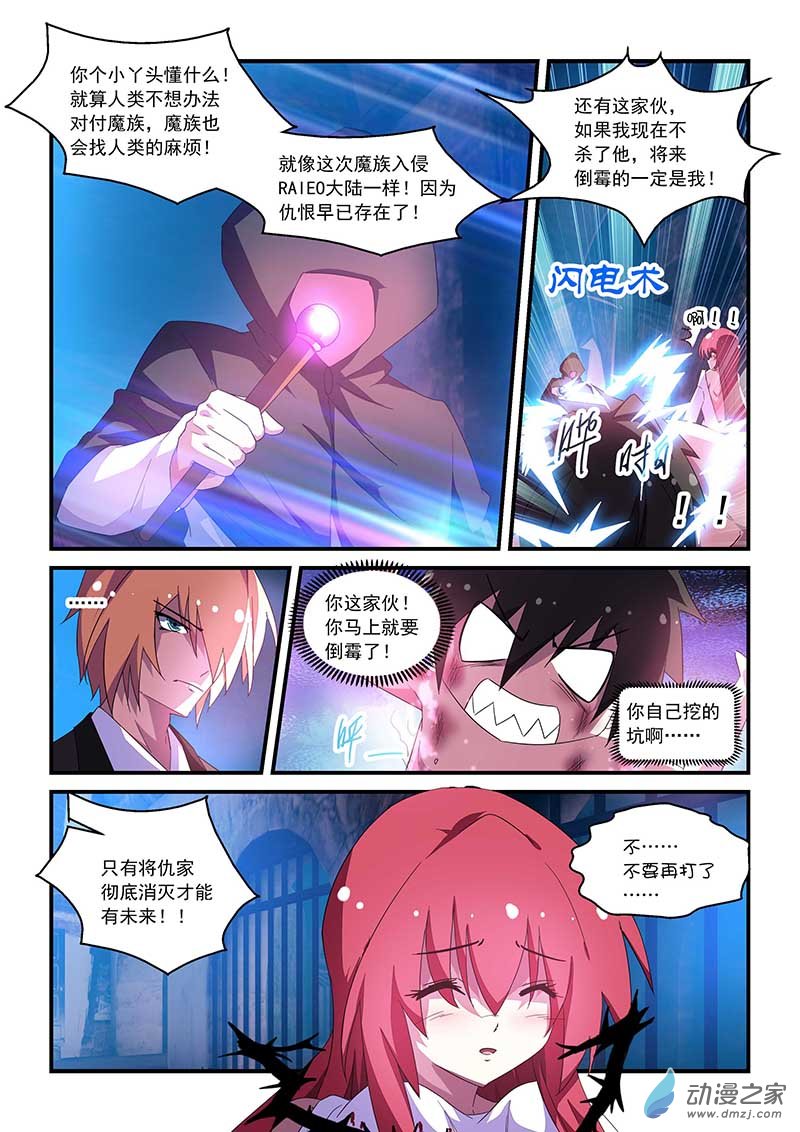 你个小丫头懂什么！
就算人类不想办法
对付魔族，魔族也
会找人类的麻烦！
就像这次魔族入侵
RAIEO大陆一样！因为
仇恨早已存在了！
还有这家伙，
如果我现在不
杀了他，将来
倒霉的一定是我！
闪电术
啊！！
！！
………
你这家伙！
你马上就要
倒霉了！
你自己挖的
坑啊……
只有将仇家
彻底消灭才能
有未来！！
不……
不要再打了
……
动漫之家
www.dmzj.com